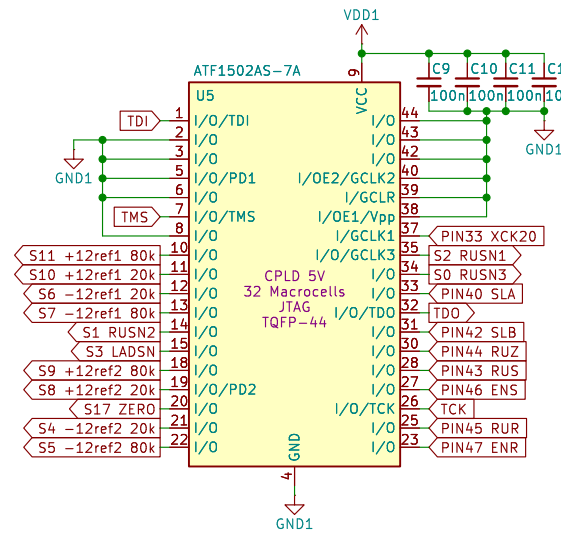 VDD1
ATF1502AS-7A
U5
9
VCC
C9
C10
C11
C1
100n
100n
100n
10
GND1
TDI
1
I/O/TDI
2
I/O
3
I/O
5
I/O/PD1
6
I/O
TMS
7
I/O/TMS
8
I/O
GND1
S11 +12ref1 80k
10
I/O
S10 +12ref1 20k
11
I/O
S6 -12ref1 20k
12
I/O
S7 -12ref1 80k
13
I/O
S1 RUSN2
14
I/O
S3 LADSN
15
I/O
S9 +12ref2 80k
18
I/O
S8 +12ref2 20k
19
I/O/PD2
S17 ZERO
20
I/O
S4 -12ref2 20k
21
I/O
S5 -12ref2 80k
22
I/O
CPLD 5V
32 Macrocells
JTAG
TQFP-44
I/O
44
I/O
43
I/O
42
I/OE2/GCLK2
40
I/GCLR
39
I/OE1/Vpp
38
I/GCLK1
37
PIN33 XCK20
I/O/GCLK3
35
S2 RUSN1
I/O
34
S0 RUSN3
I/O
33
PIN40 SLA
I/O/TDO
32
TDO
I/O
31
PIN42 SLB
I/O
30
PIN44 RUZ
I/O
28
PIN43 RUS
I/O
27
PIN46 ENS
I/O/TCK
26
TCK
I/O
25
PIN45 RUR
I/O
23
PIN47 ENR
GND1
GND
4
GND1